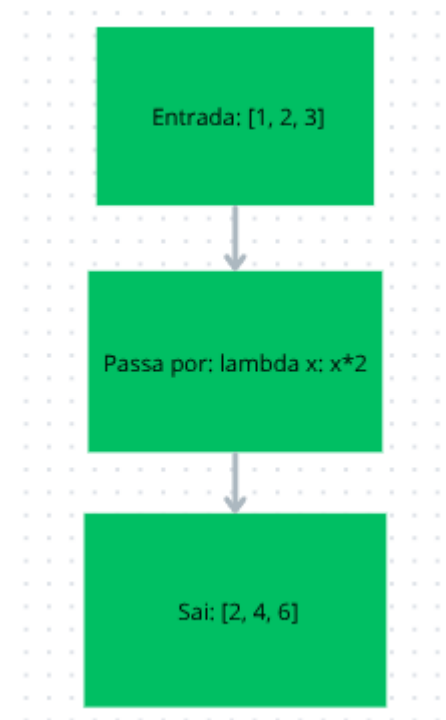 Entrada: [1, 2, 3]
Passa por: lambda x: x*2
Sai: [2, 4, 6]